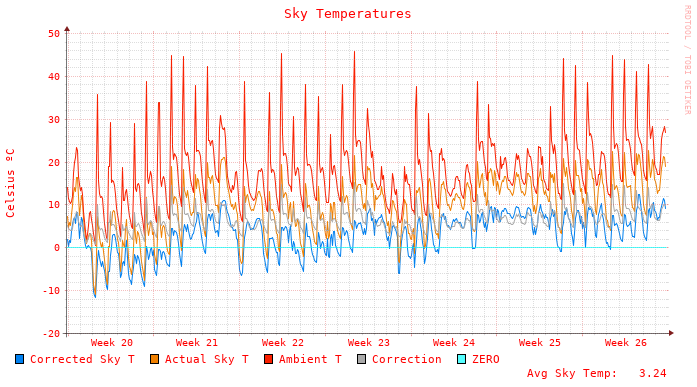 Sky Temperatures
RRDTOOL / TOBI OETIKER
Celsius ºC
50
40
30
20
10
0
-10
-20
Week 20 Week 21 Week 22 Week 23 Week 24 Week 25 Week 26
Corrected Sky T Actual Sky T Ambient T Correction ZERO
Avg Sky Temp: 3.24